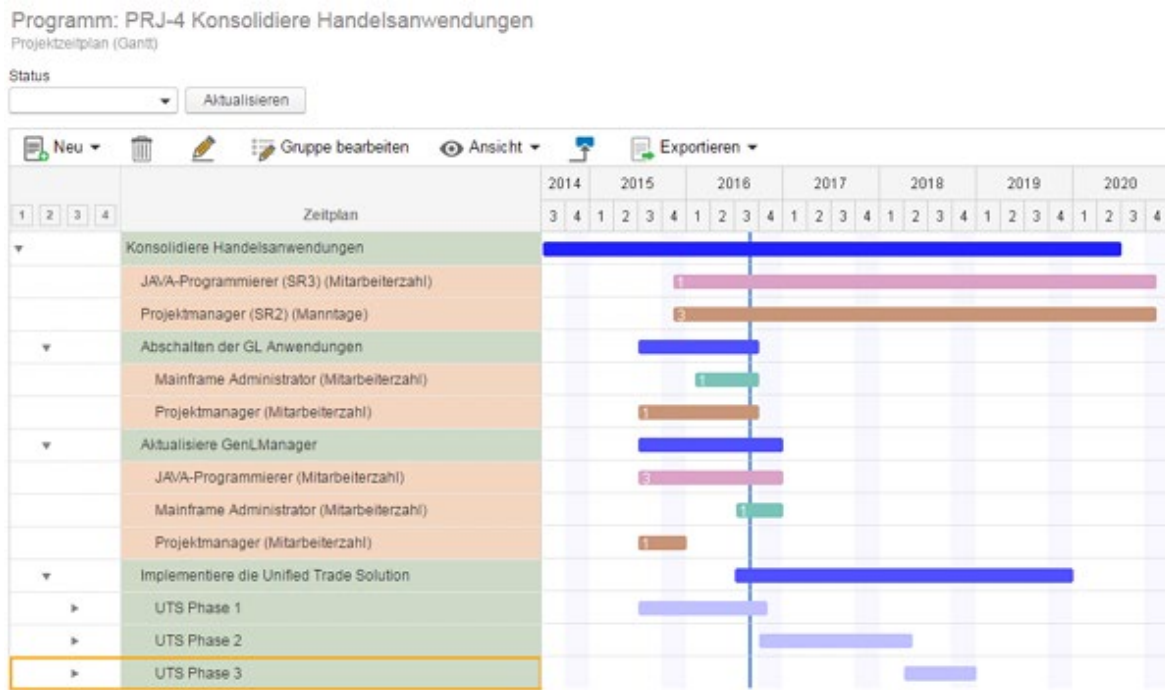 Programm: PRJ-4 Konsolidiere Handelsanwendungen
Projektzeitplan (Gantt)
Status
Aktualisieren
Neu Gruppe bearbeiten Ansicht Exportieren
2014 2015 2016 2017 2018 2019 2020
1 2 3 4 Zeitplan 3 4 1 2 3 4 1 2 3 4 1 2 3 4 1 2 3 4 1 2 3 4 1 2 3 4
Konsolidiere Handelsanwendungen
JAVA-Programmierer (SR3) (Mitarbeiterzahl) 1
Projektmanager (SR2) (Manntage) 3
Abschalten der GL Anwendungen
Mainframe Administrator (Mitarbeiterzahl) 1
Projektmanager (Mitarbeiterzahl) 1
Aktualisiere GenLManager
JAVA-Programmierer (Mitarbeiterzahl) 3
Mainframe Administrator (Mitarbeiterzahl) 1
Projektmanager (Mitarbeiterzahl) 1
Implementiere die Unified Trade Solution
UTS Phase 1
UTS Phase 2
UTS Phase 3